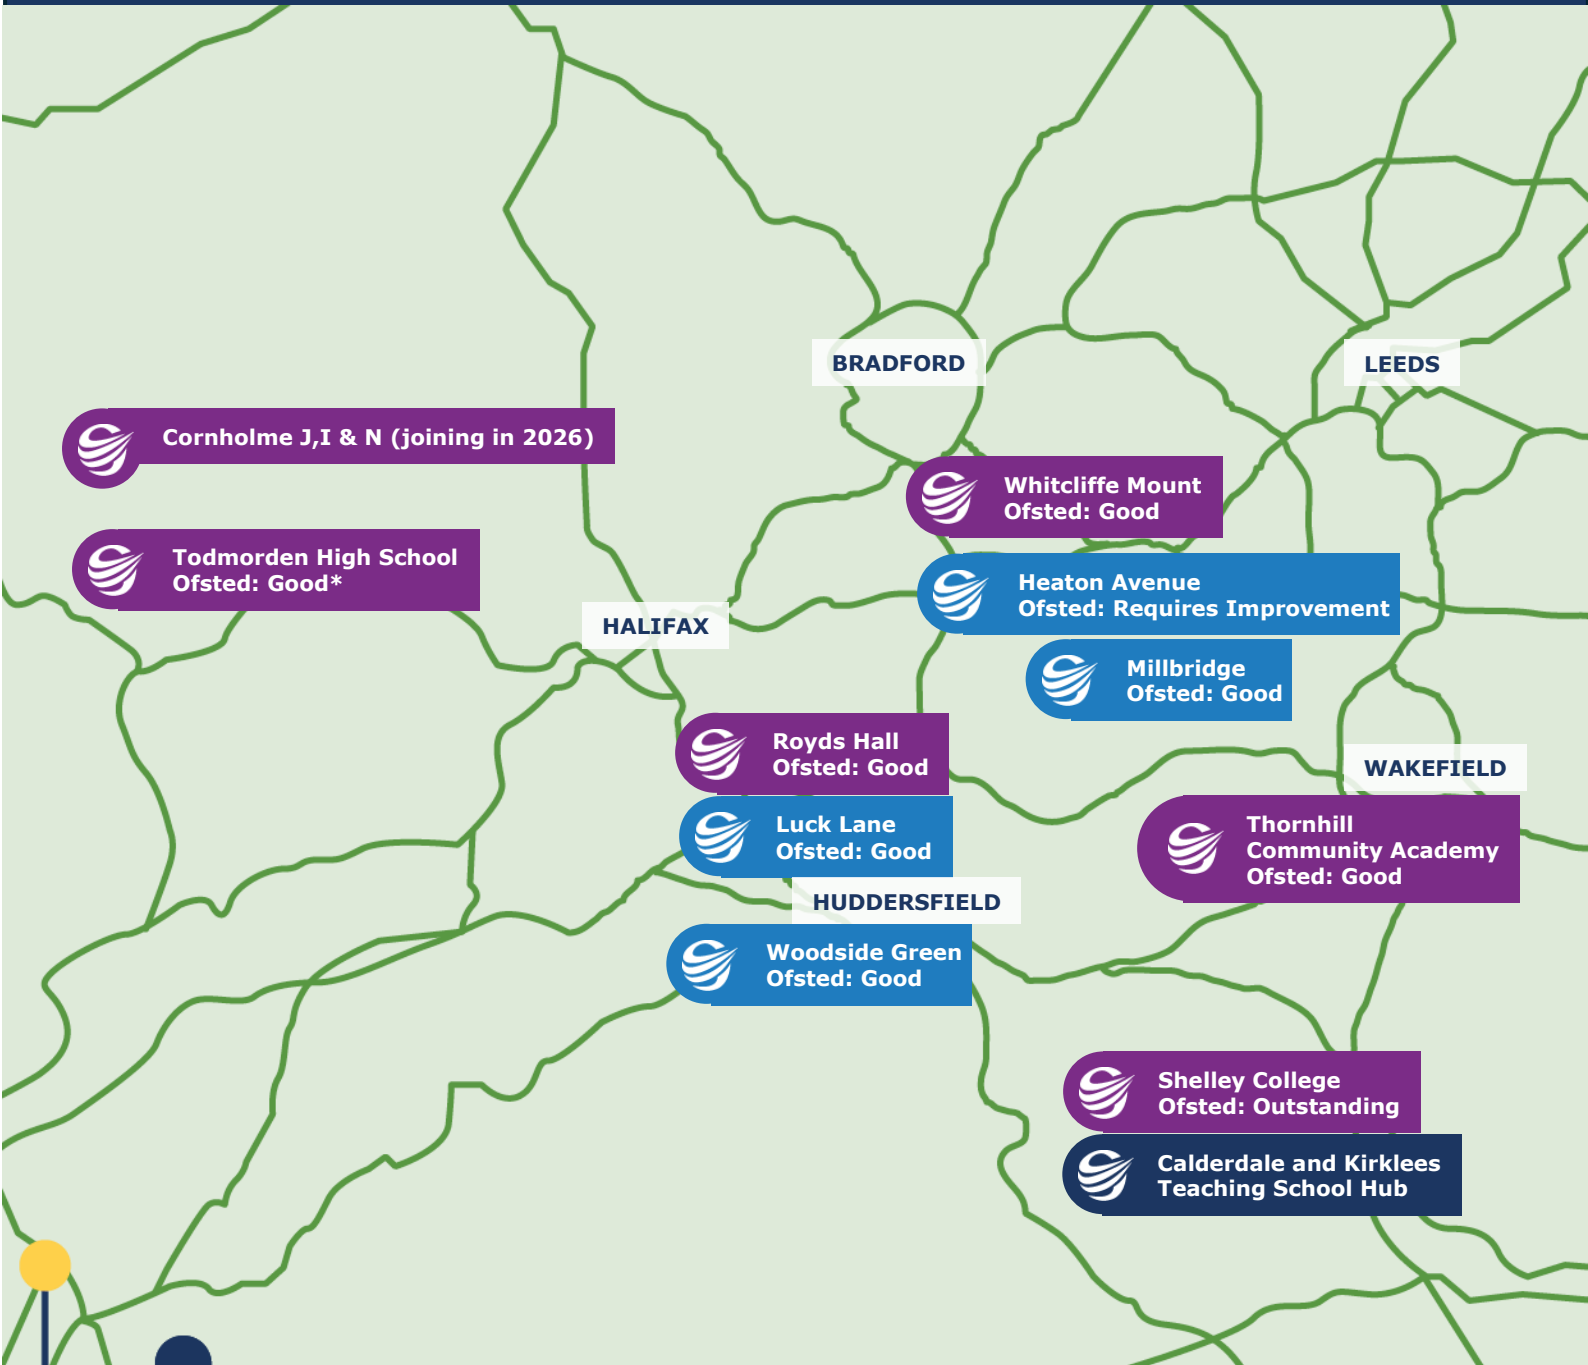 BRADFORD
LEEDS
Cornholme J,I & N (joining in 2026)
Whitcliffe Mount
Ofsted: Good
Todmorden High School
Ofsted: Good*
Heaton Avenue
Ofsted: Requires Improvement
HALIFAX
Millbridge
Ofsted: Good
Royds Hall
Ofsted: Good
WAKEFIELD
Luck Lane
Ofsted: Good
Thornhill
Community Academy
Ofsted: Good
HUDDERSFIELD
Woodside Green
Ofsted: Good
Shelley College
Ofsted: Outstanding
Calderdale and Kirklees
Teaching School Hub